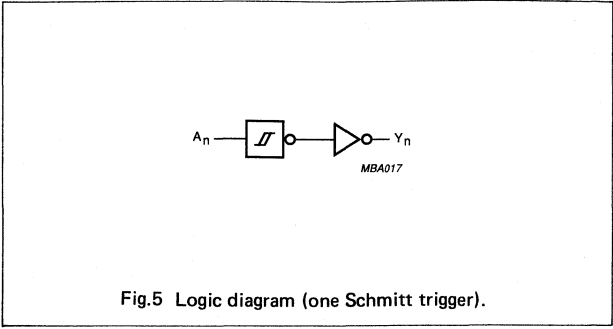 Aₙ
Yₙ
MBA017
Fig.5 Logic diagram (one Schmitt trigger).